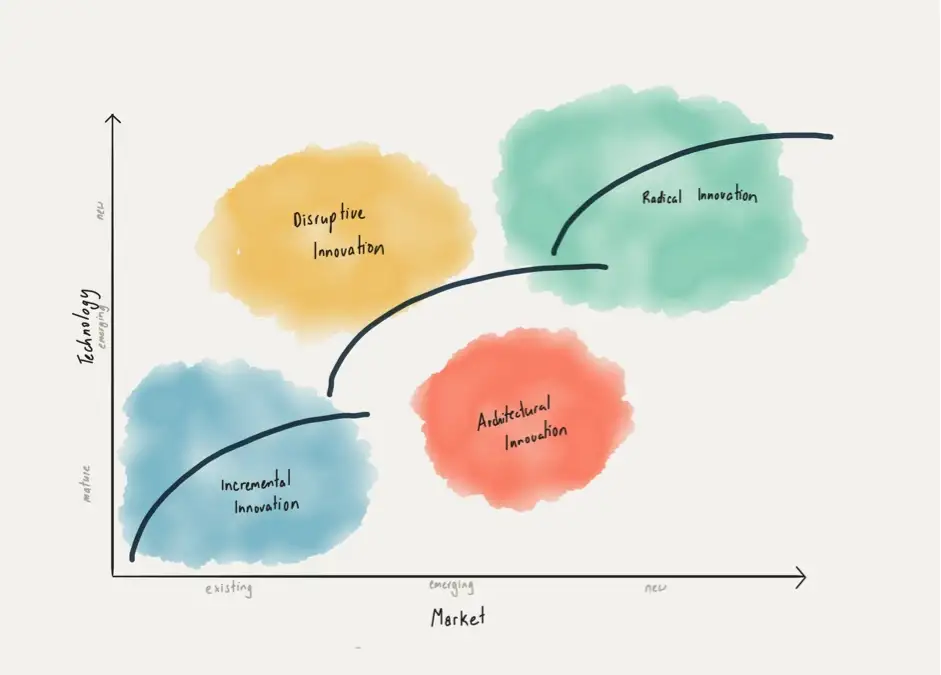 Radical Innovation
Disruptive
Innovation
new
Technology
emerging
Architectural
Innovation
mature
Incremental
Innovation
existing
emerging
new
Market